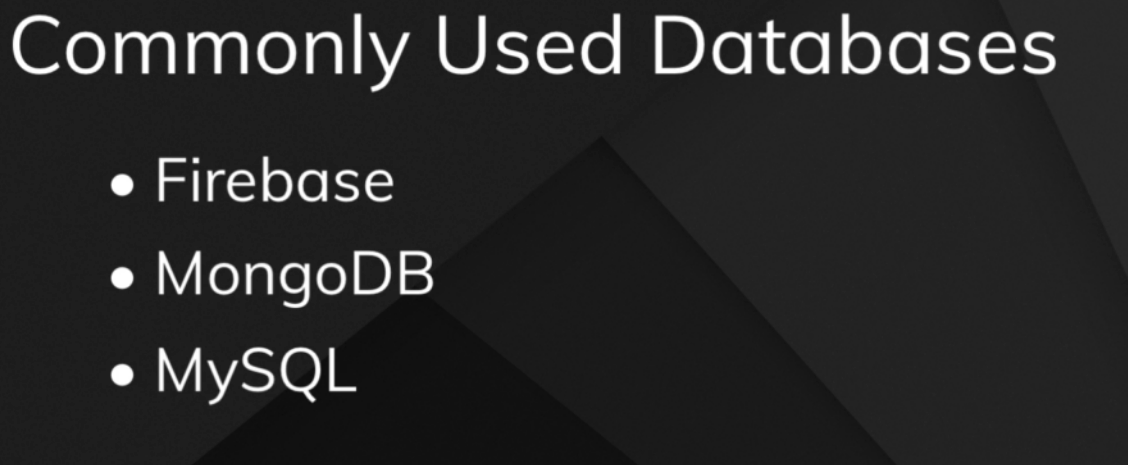 Commonly Used Databases
• Firebase
• MongoDB
• MySQL